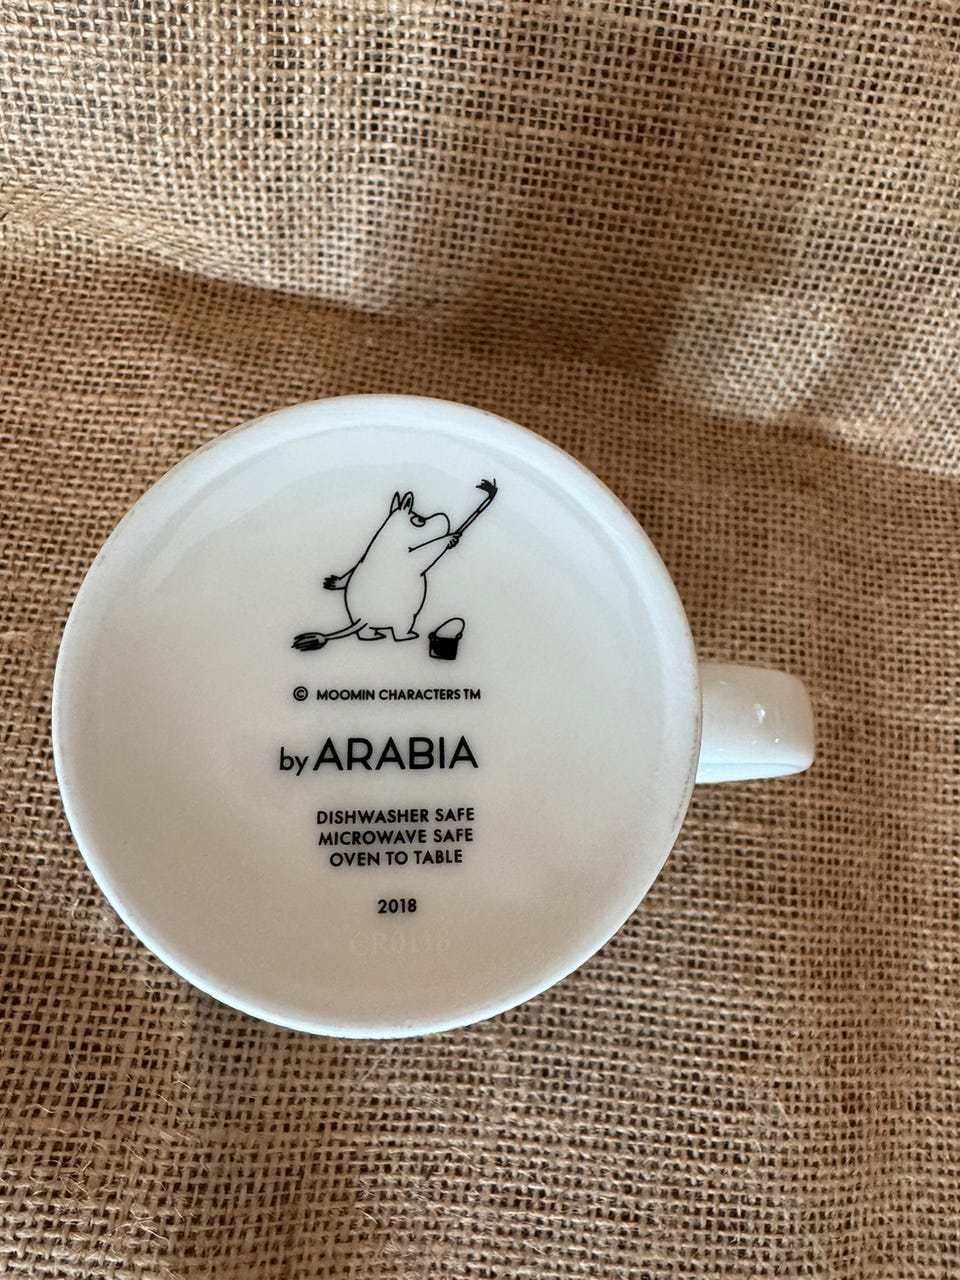 © MOOMIN CHARACTERS TM
by ARABIA
DISHWASHER SAFE
MICROWAVE SAFE
OVEN TO TABLE
2018